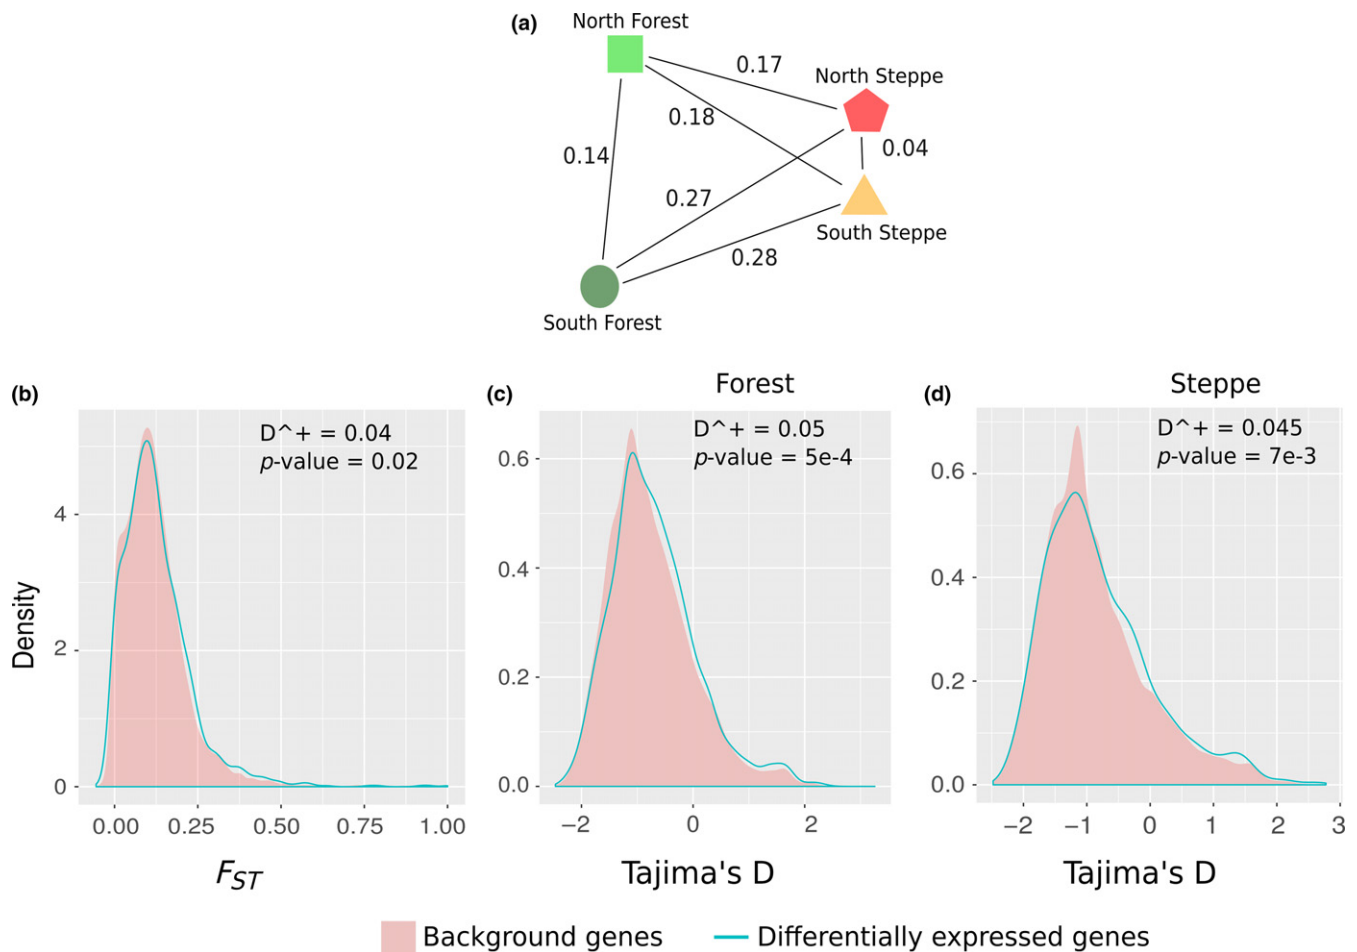 (a)
North Forest
0.17
North Steppe
0.18
0.14
0.04
0.27
South Steppe
0.28
South Forest
(b)
D^+ = 0.04
p-value = 0.02
Density
4
2
0
0.00 0.25 0.50 0.75 1.00
FST
(c)
Forest
D^+ = 0.05
p-value = 5e-4
0.6
0.4
0.2
0.0
−2 0 2
Tajima's D
(d)
Steppe
D^+ = 0.045
p-value = 7e-3
0.6
0.4
0.2
0.0
−2 −1 0 1 2 3
Tajima's D
Background genes
Differentially expressed genes